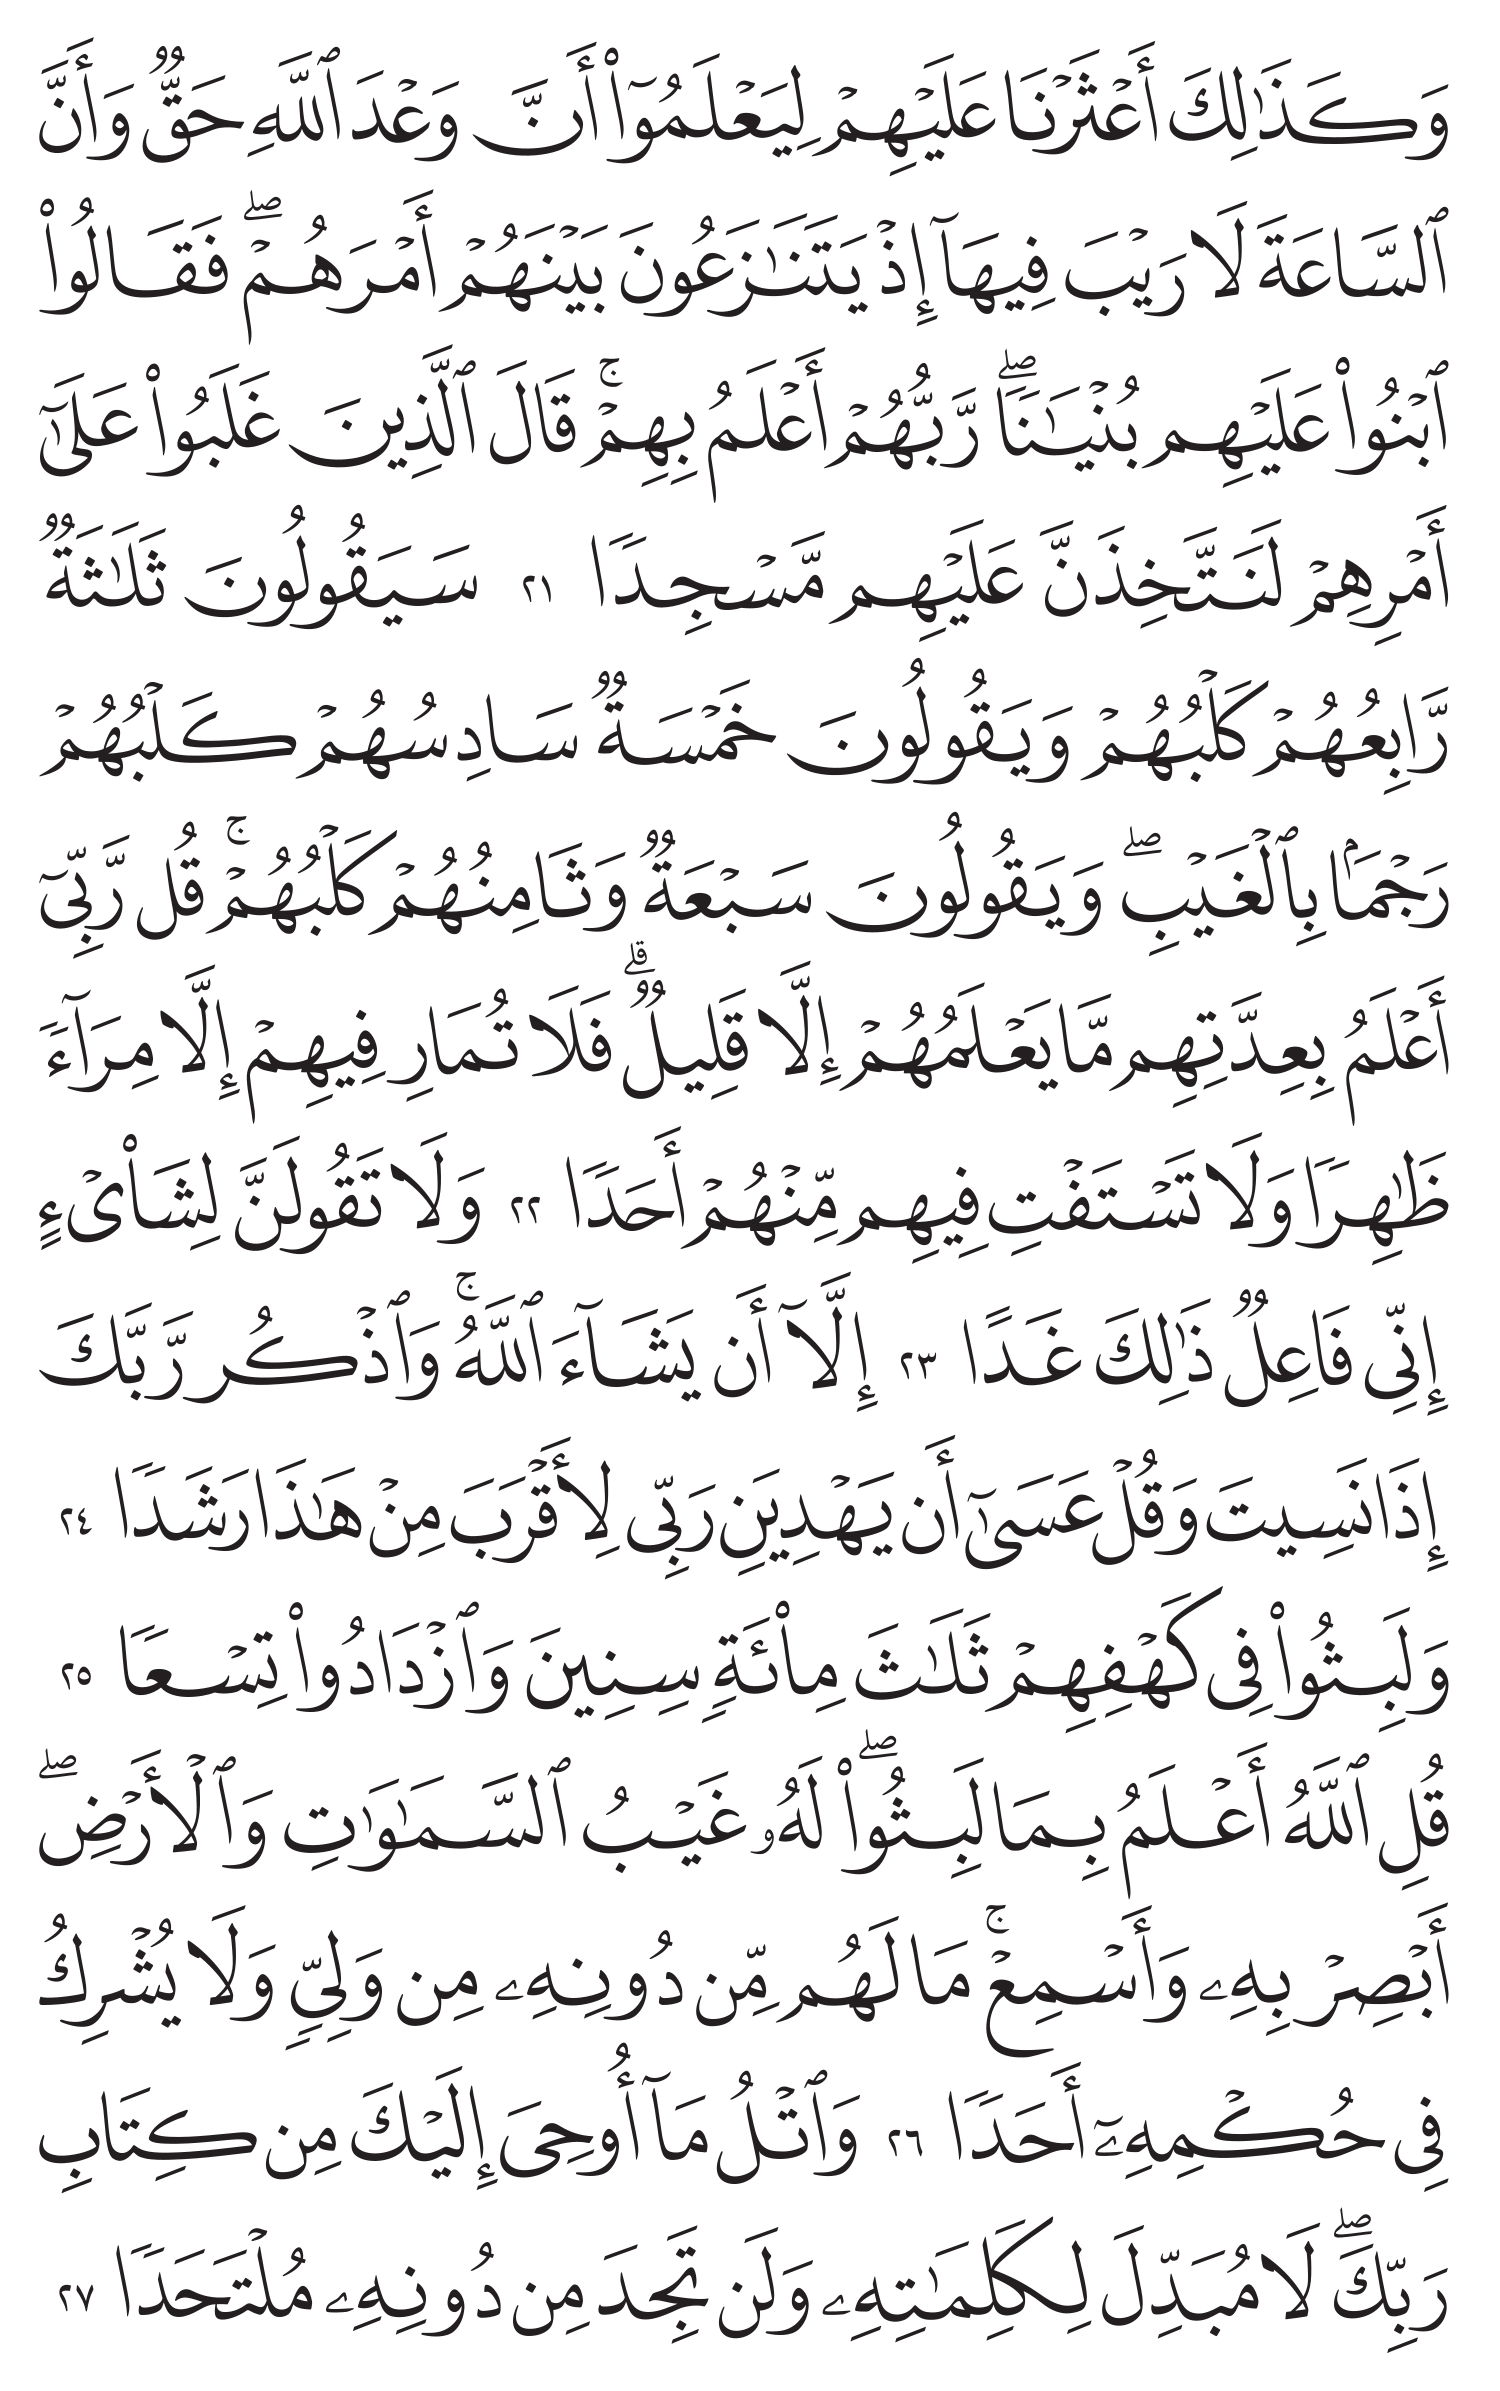 وَكَذَٰلِكَ أَعۡثَرۡنَا عَلَيۡهِمۡ لِيَعۡلَمُوٓاْ أَنَّ وَعۡدَ ٱللَّهِ حَقّٞ وَأَنَّ
ٱلسَّاعَةَ لَا رَيۡبَ فِيهَآ إِذۡ يَتَنَٰزَعُونَ بَيۡنَهُمۡ أَمۡرَهُمۡۖ فَقَالُواْ
ٱبۡنُواْ عَلَيۡهِم بُنۡيَٰنٗاۖ رَّبُّهُمۡ أَعۡلَمُ بِهِمۡۚ قَالَ ٱلَّذِينَ غَلَبُواْ عَلَىٰٓ
أَمۡرِهِمۡ لَنَتَّخِذَنَّ عَلَيۡهِم مَّسۡجِدٗا ٢١ سَيَقُولُونَ ثَلَٰثَةٞ
رَّابِعُهُمۡ كَلۡبُهُمۡ وَيَقُولُونَ خَمۡسَةٞ سَادِسُهُمۡ كَلۡبُهُمۡ
رَجۡمَۢا بِٱلۡغَيۡبِۖ وَيَقُولُونَ سَبۡعَةٞ وَثَامِنُهُمۡ كَلۡبُهُمۡۚ قُل رَّبِّيٓ
أَعۡلَمُ بِعِدَّتِهِم مَّا يَعۡلَمُهُمۡ إِلَّا قَلِيلٞۗ فَلَا تُمَارِ فِيهِمۡ إِلَّا مِرَآءٗ
ظَٰهِرٗا وَلَا تَسۡتَفۡتِ فِيهِم مِّنۡهُمۡ أَحَدٗا ٢٢ وَلَا تَقُولَنَّ لِشَاْيۡءٍ
إِنِّي فَاعِلٞ ذَٰلِكَ غَدًا ٢٣ إِلَّآ أَن يَشَآءَ ٱللَّهُۚ وَٱذۡكُر رَّبَّكَ
إِذَا نَسِيتَ وَقُلۡ عَسَىٰٓ أَن يَهۡدِيَنِ رَبِّي لِأَقۡرَبَ مِنۡ هَٰذَا رَشَدٗا ٢٤
وَلَبِثُواْ فِي كَهۡفِهِمۡ ثَلَٰثَ مِاْئَةٖ سِنِينَ وَٱزۡدَادُواْ تِسۡعٗا ٢٥
قُلِ ٱللَّهُ أَعۡلَمُ بِمَا لَبِثُواْۖ لَهُۥ غَيۡبُ ٱلسَّمَٰوَٰتِ وَٱلۡأَرۡضِۖ
أَبۡصِرۡ بِهِۦ وَأَسۡمِعۡۚ مَا لَهُم مِّن دُونِهِۦ مِن وَلِيّٖ وَلَا يُشۡرِكُ
فِي حُكۡمِهِۦٓ أَحَدٗا ٢٦ وَٱتۡلُ مَآ أُوحِيَ إِلَيۡكَ مِن كِتَابِ
رَبِّكَۖ لَا مُبَدِّلَ لِكَلِمَٰتِهِۦ وَلَن تَجِدَ مِن دُونِهِۦ مُلۡتَحَدٗا ٢٧